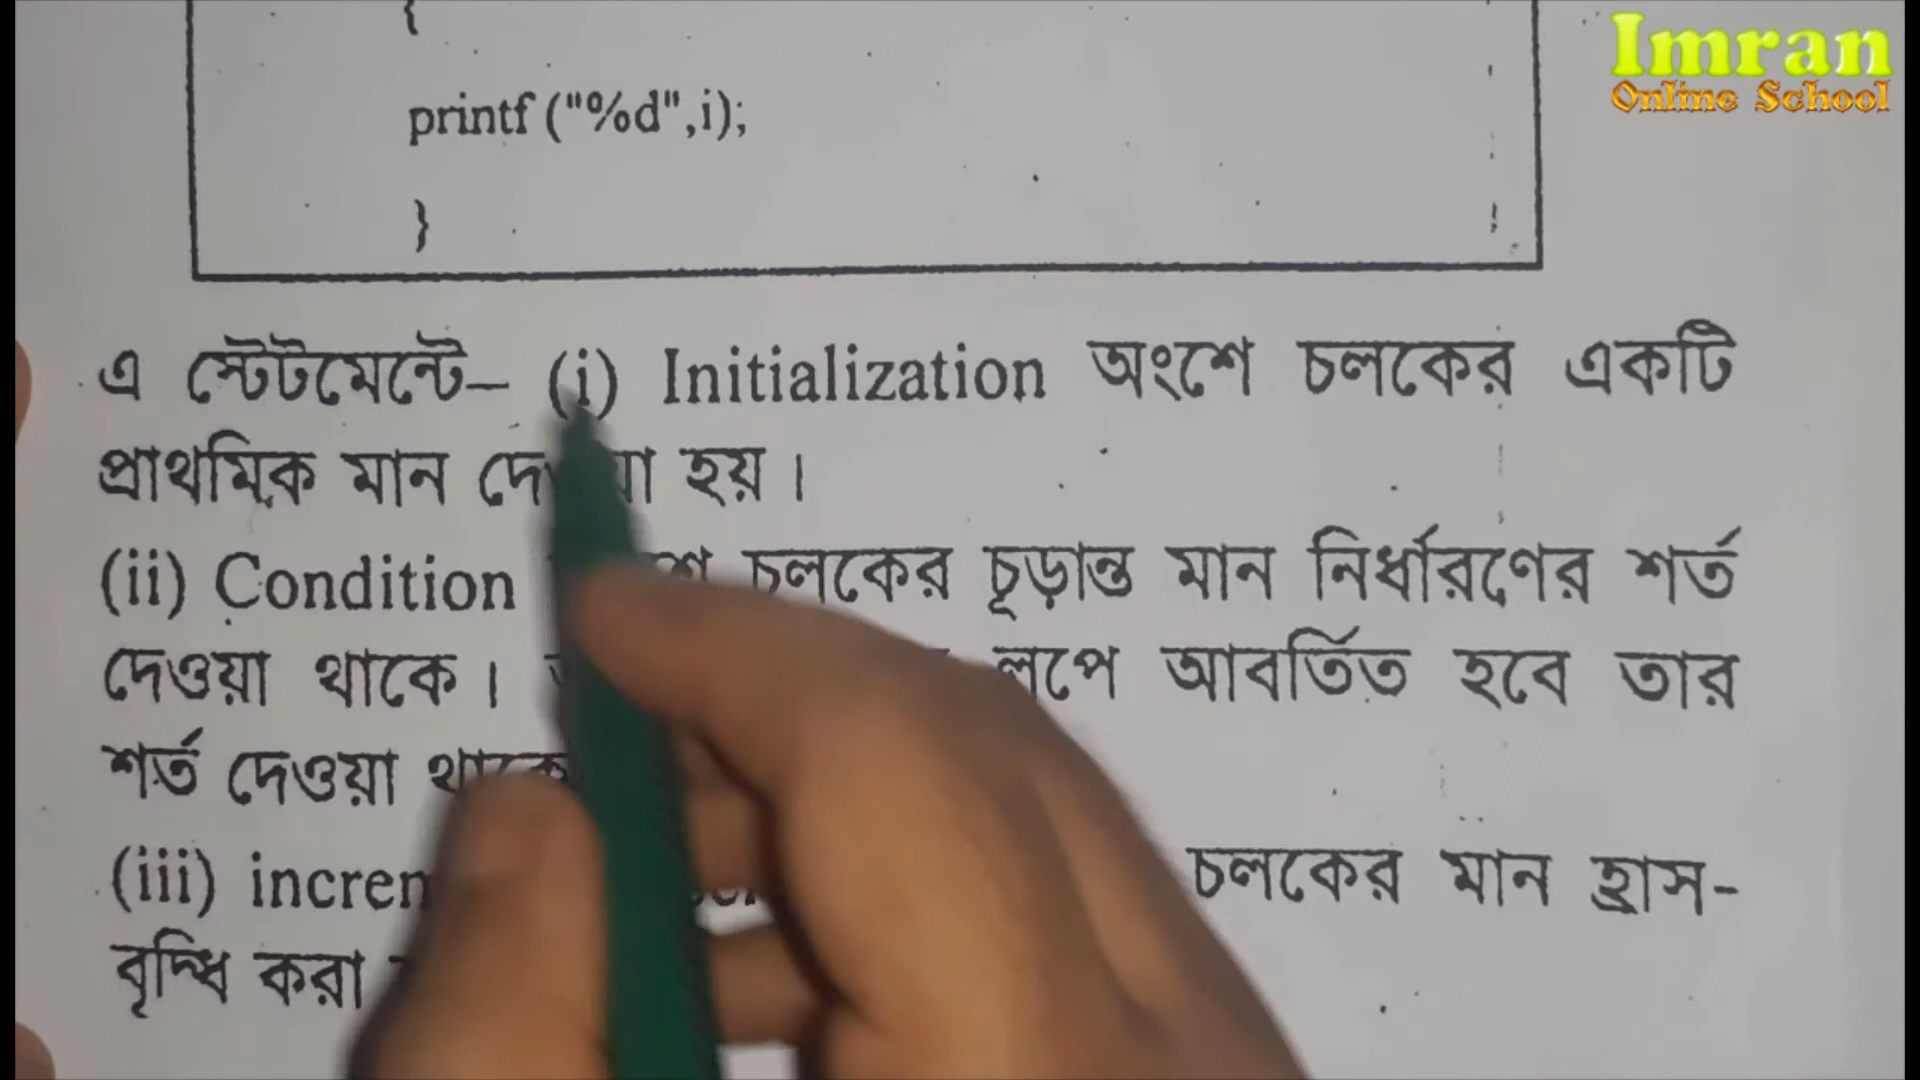 {
printf ("%d",i);
}
Imran
Online School
এ স্টেটমেন্টে– (i) Initialization অংশে চলকের একটি
প্রাথমিক মান হয়।
(ii) Condition চলকের চূড়ান্ত মান নির্ধারণের শর্ত
দেওয়া থাকে। লুপে আবর্তিত হবে তার
শর্ত দেওয়া থাকে
(iii) চলকের মান হ্রাস-
বৃদ্ধি করা